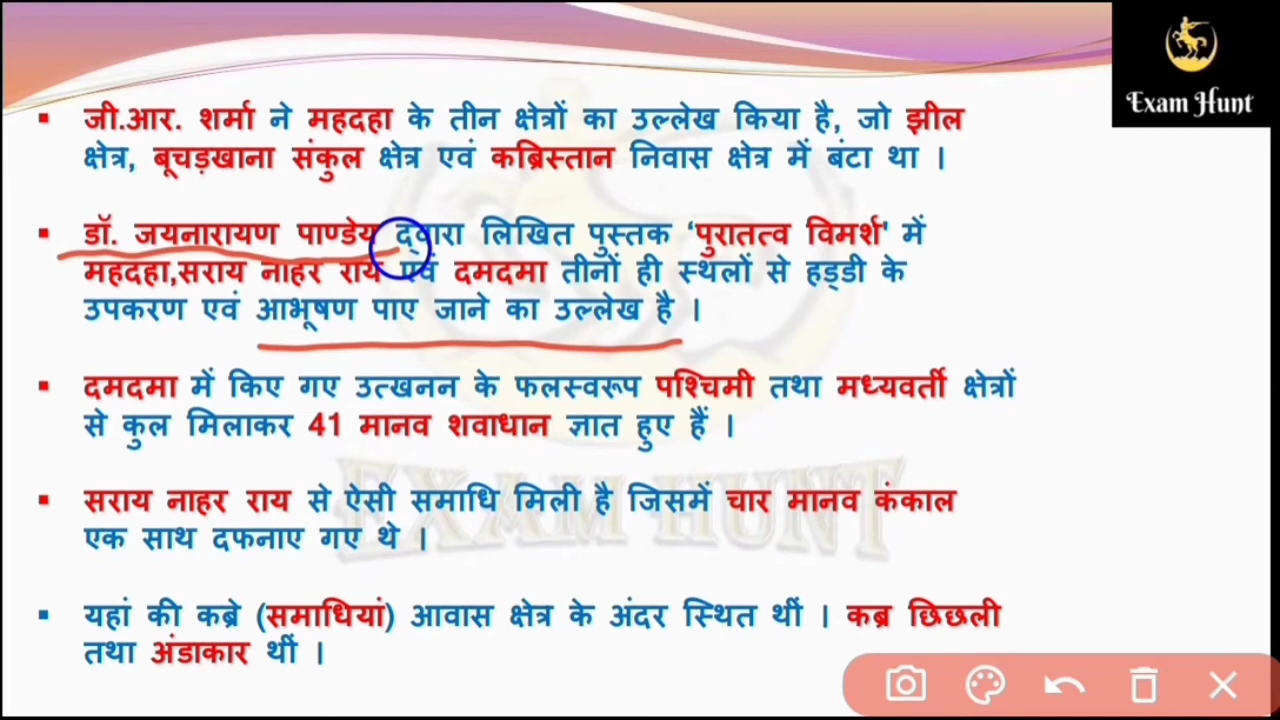 Exam Hunt
जी.आर. शर्मा ने महदहा के तीन क्षेत्रों का उल्लेख किया है, जो झील
क्षेत्र, बूचड़खाना संकुल क्षेत्र एवं कब्रिस्तान निवास क्षेत्र में बंटा था ।
डॉ. जयनारायण पाण्डेय द्वारा लिखित पुस्तक ‘पुरातत्व विमर्श' में
महदहा,सराय नाहर राय एवं दमदमा तीनों ही स्थलों से हड्डी के
उपकरण एवं आभूषण पाए जाने का उल्लेख है ।
दमदमा में किए गए उत्खनन के फलस्वरूप पश्चिमी तथा मध्यवर्ती क्षेत्रों
से कुल मिलाकर 41 मानव शवाधान ज्ञात हुए हैं ।
सराय नाहर राय से ऐसी समाधि मिली है जिसमें चार मानव कंकाल
एक साथ दफनाए गए थे ।
EXAM HUNT
यहां की कब्रे (समाधियां) आवास क्षेत्र के अंदर स्थित थीं । कब्र छिछली
तथा अंडाकार थीं ।